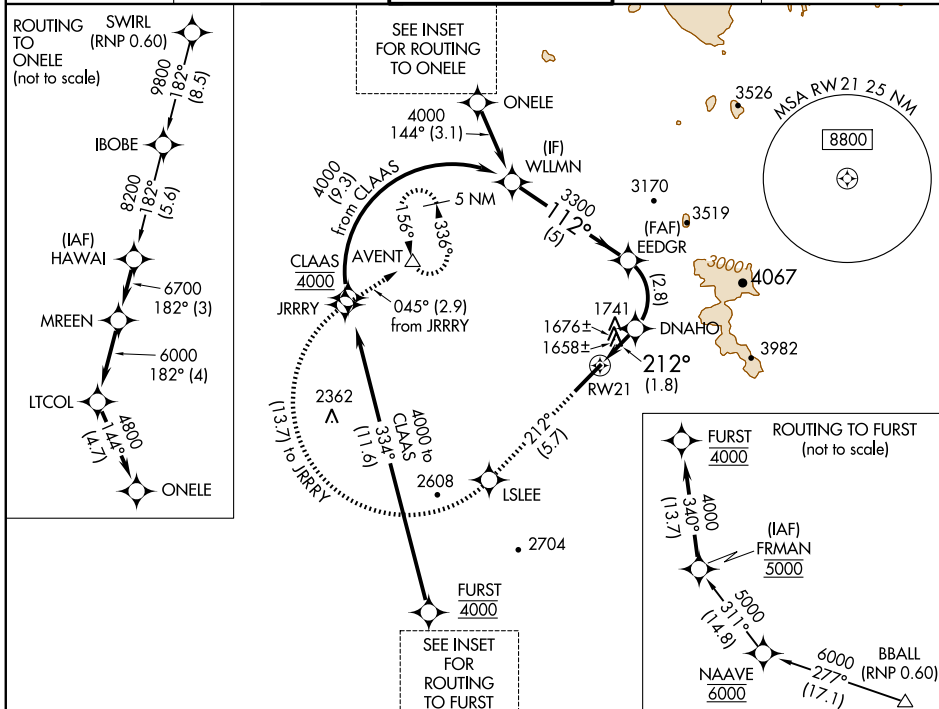 ROUTING
TO
ONELE
(not to scale)
SWIRL
(RNP 0.60)
9800
182°
(8.5)
IBOBE
8200
182°
(5.6)
(IAF)
HAWAI
6700
182° (3)
MREEN
6000
182° (4)
LTCOL
4800
144°
(4.7)
ONELE
SEE INSET
FOR ROUTING
TO ONELE
ONELE
4000
144° (3.1)
(IF)
WLLMN
4000
(9.3)
from CLAAS
5 NM
156°
336°
AVENT
CLAAS
4000
JRRRY
045° (2.9)
from JRRRY
3300
112°
(5)
3170
3526
3519
(FAF)
EEDGR
(2.8)
3000
4067
3982
1741
1676±
1658±
DNAHO
212°
(1.8)
RW21
212°
(5.7)
LSLEE
(13.7) to JRRRY
2362
4000 to
CLAAS
334°
(11.6)
2608
2704
FURST
4000
SEE INSET
FOR
ROUTING
TO FURST
MSA RW21 25 NM
8800
ROUTING TO FURST
(not to scale)
FURST
4000
4000
340°
(13.7)
(IAF)
FRMAN
5000
5000
311°
(14.8)
NAAVE
6000
6000
277°
(17.1)
BBALL
(RNP 0.60)